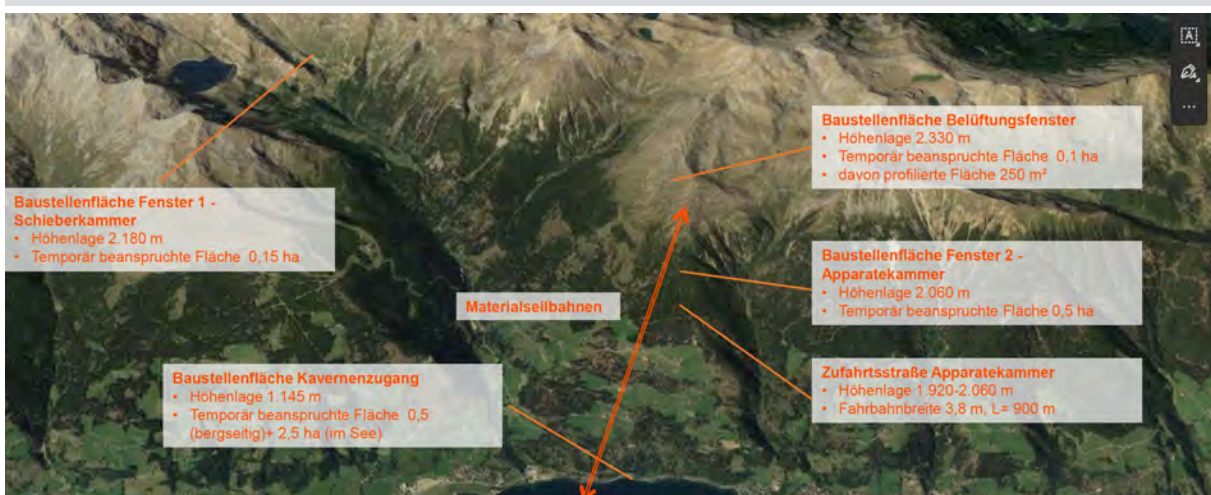 Baustellenfläche Fenster 1 -
Schieberkammer
• Höhenlage 2.180 m
• Temporär beanspruchte Fläche 0,15 ha
Baustellenfläche Belüftungsfenster
• Höhenlage 2.330 m
• Temporär beanspruchte Fläche 0,1 ha
• davon profilierte Fläche 250 m²
Baustellenfläche Fenster 2 -
Apparatekammer
• Höhenlage 2.060 m
• Temporär beanspruchte Fläche 0,5 ha
Materialseilbahnen
Baustellenfläche Kavernenzugang
• Höhenlage 1.145 m
• Temporär beanspruchte Fläche 0,5
(bergseitig)+ 2,5 ha (im See)
Zufahrtsstraße Apparatekammer
• Höhenlage 1.920-2.060 m
• Fahrbahnbreite 3,8 m, L= 900 m
A